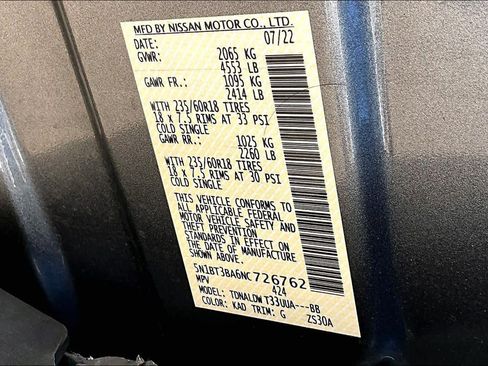 MFD BY NISSAN MOTOR CO., LTD.
DATE: 07/22
GVWR: 2065 KG
4553 LB
GAWR FR.: 1095 KG
2414 LB
WITH 235/60R18 TIRES
18 x 7.5 RIMS AT 33 PSI
COLD SINGLE
GAWR RR.: 1025 KG
2260 LB
WITH 235/60R18 TIRES
18 x 7.5 RIMS AT 30 PSI
COLD SINGLE
THIS VEHICLE CONFORMS TO
ALL APPLICABLE FEDERAL
MOTOR VEHICLE SAFETY AND
THEFT PREVENTION
STANDARDS IN EFFECT ON
THE DATE OF MANUFACTURE
SHOWN ABOVE.
5N1BT3BA6NC726762
MPV 424
MODEL: TDNALDW T33UUA---BB
COLOR: KAD TRIM: G ZS30A